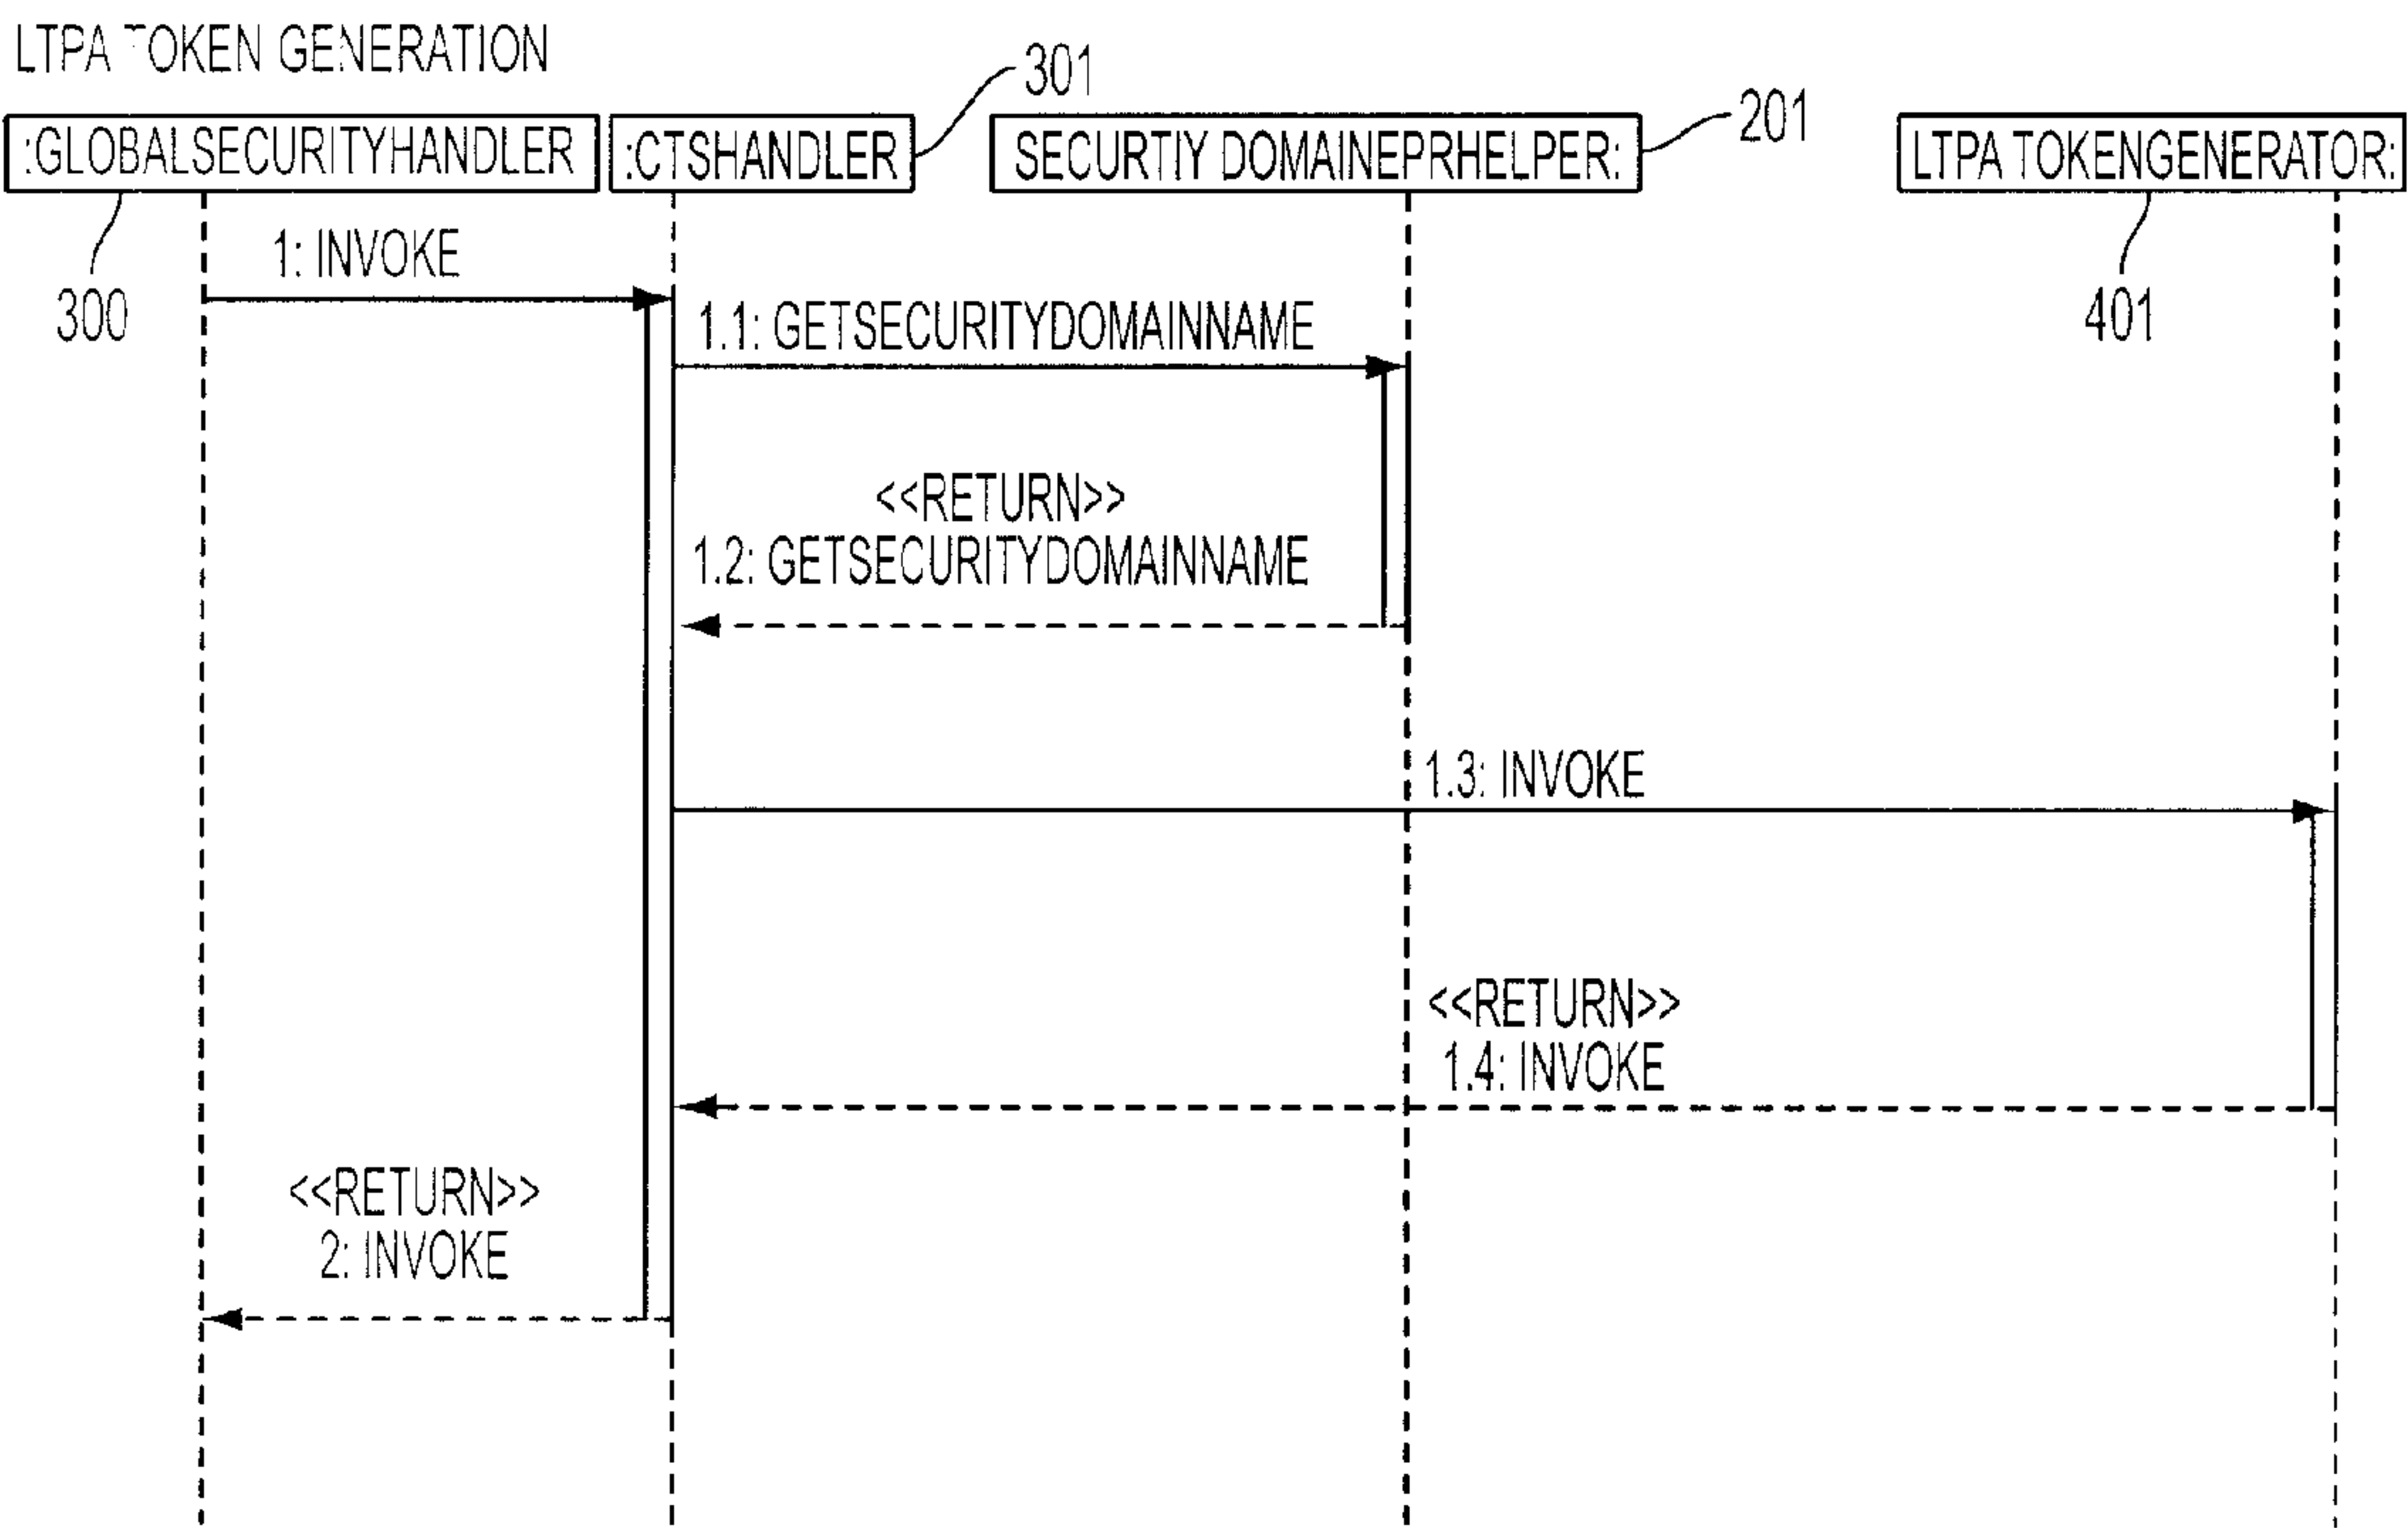 LTPA TOKEN GENERATION
301
201
:GLOBALSECURITYHANDLER
:CTSHANDLER
SECURTIY DOMAINEPRHELPER:
LTPA TOKENGENERATOR:
1: INVOKE
300
401
1.1: GETSECURITYDOMAINNAME
<<RETURN>>
1.2: GETSECURITYDOMAINNAME
1.3: INVOKE
<<RETURN>>
1.4: INVOKE
<<RETURN>>
2: INVOKE